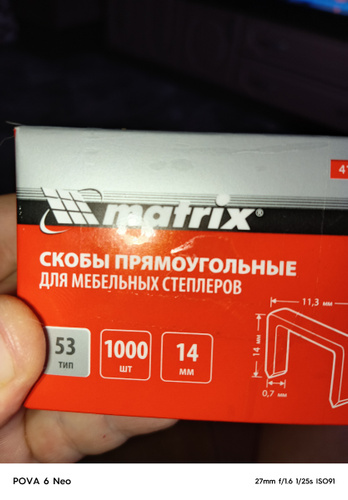 matrix®
СКОБЫ ПРЯМОУГОЛЬНЫЕ
ДЛЯ МЕБЕЛЬНЫХ СТЕПЛЕРОВ
53
ТИП
1000
ШТ
14
ММ
11,3 мм
14 мм
0,7 мм
POVA 6 Neo
27mm f/1.6 1/25s ISO91